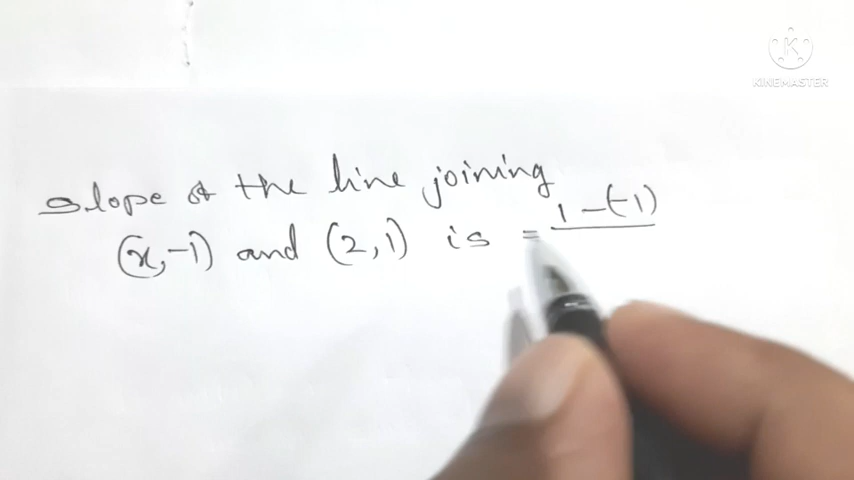 Slope of the line joining
(x,-1) and (2,1) is = 1-(-1)
K
KINEMASTER